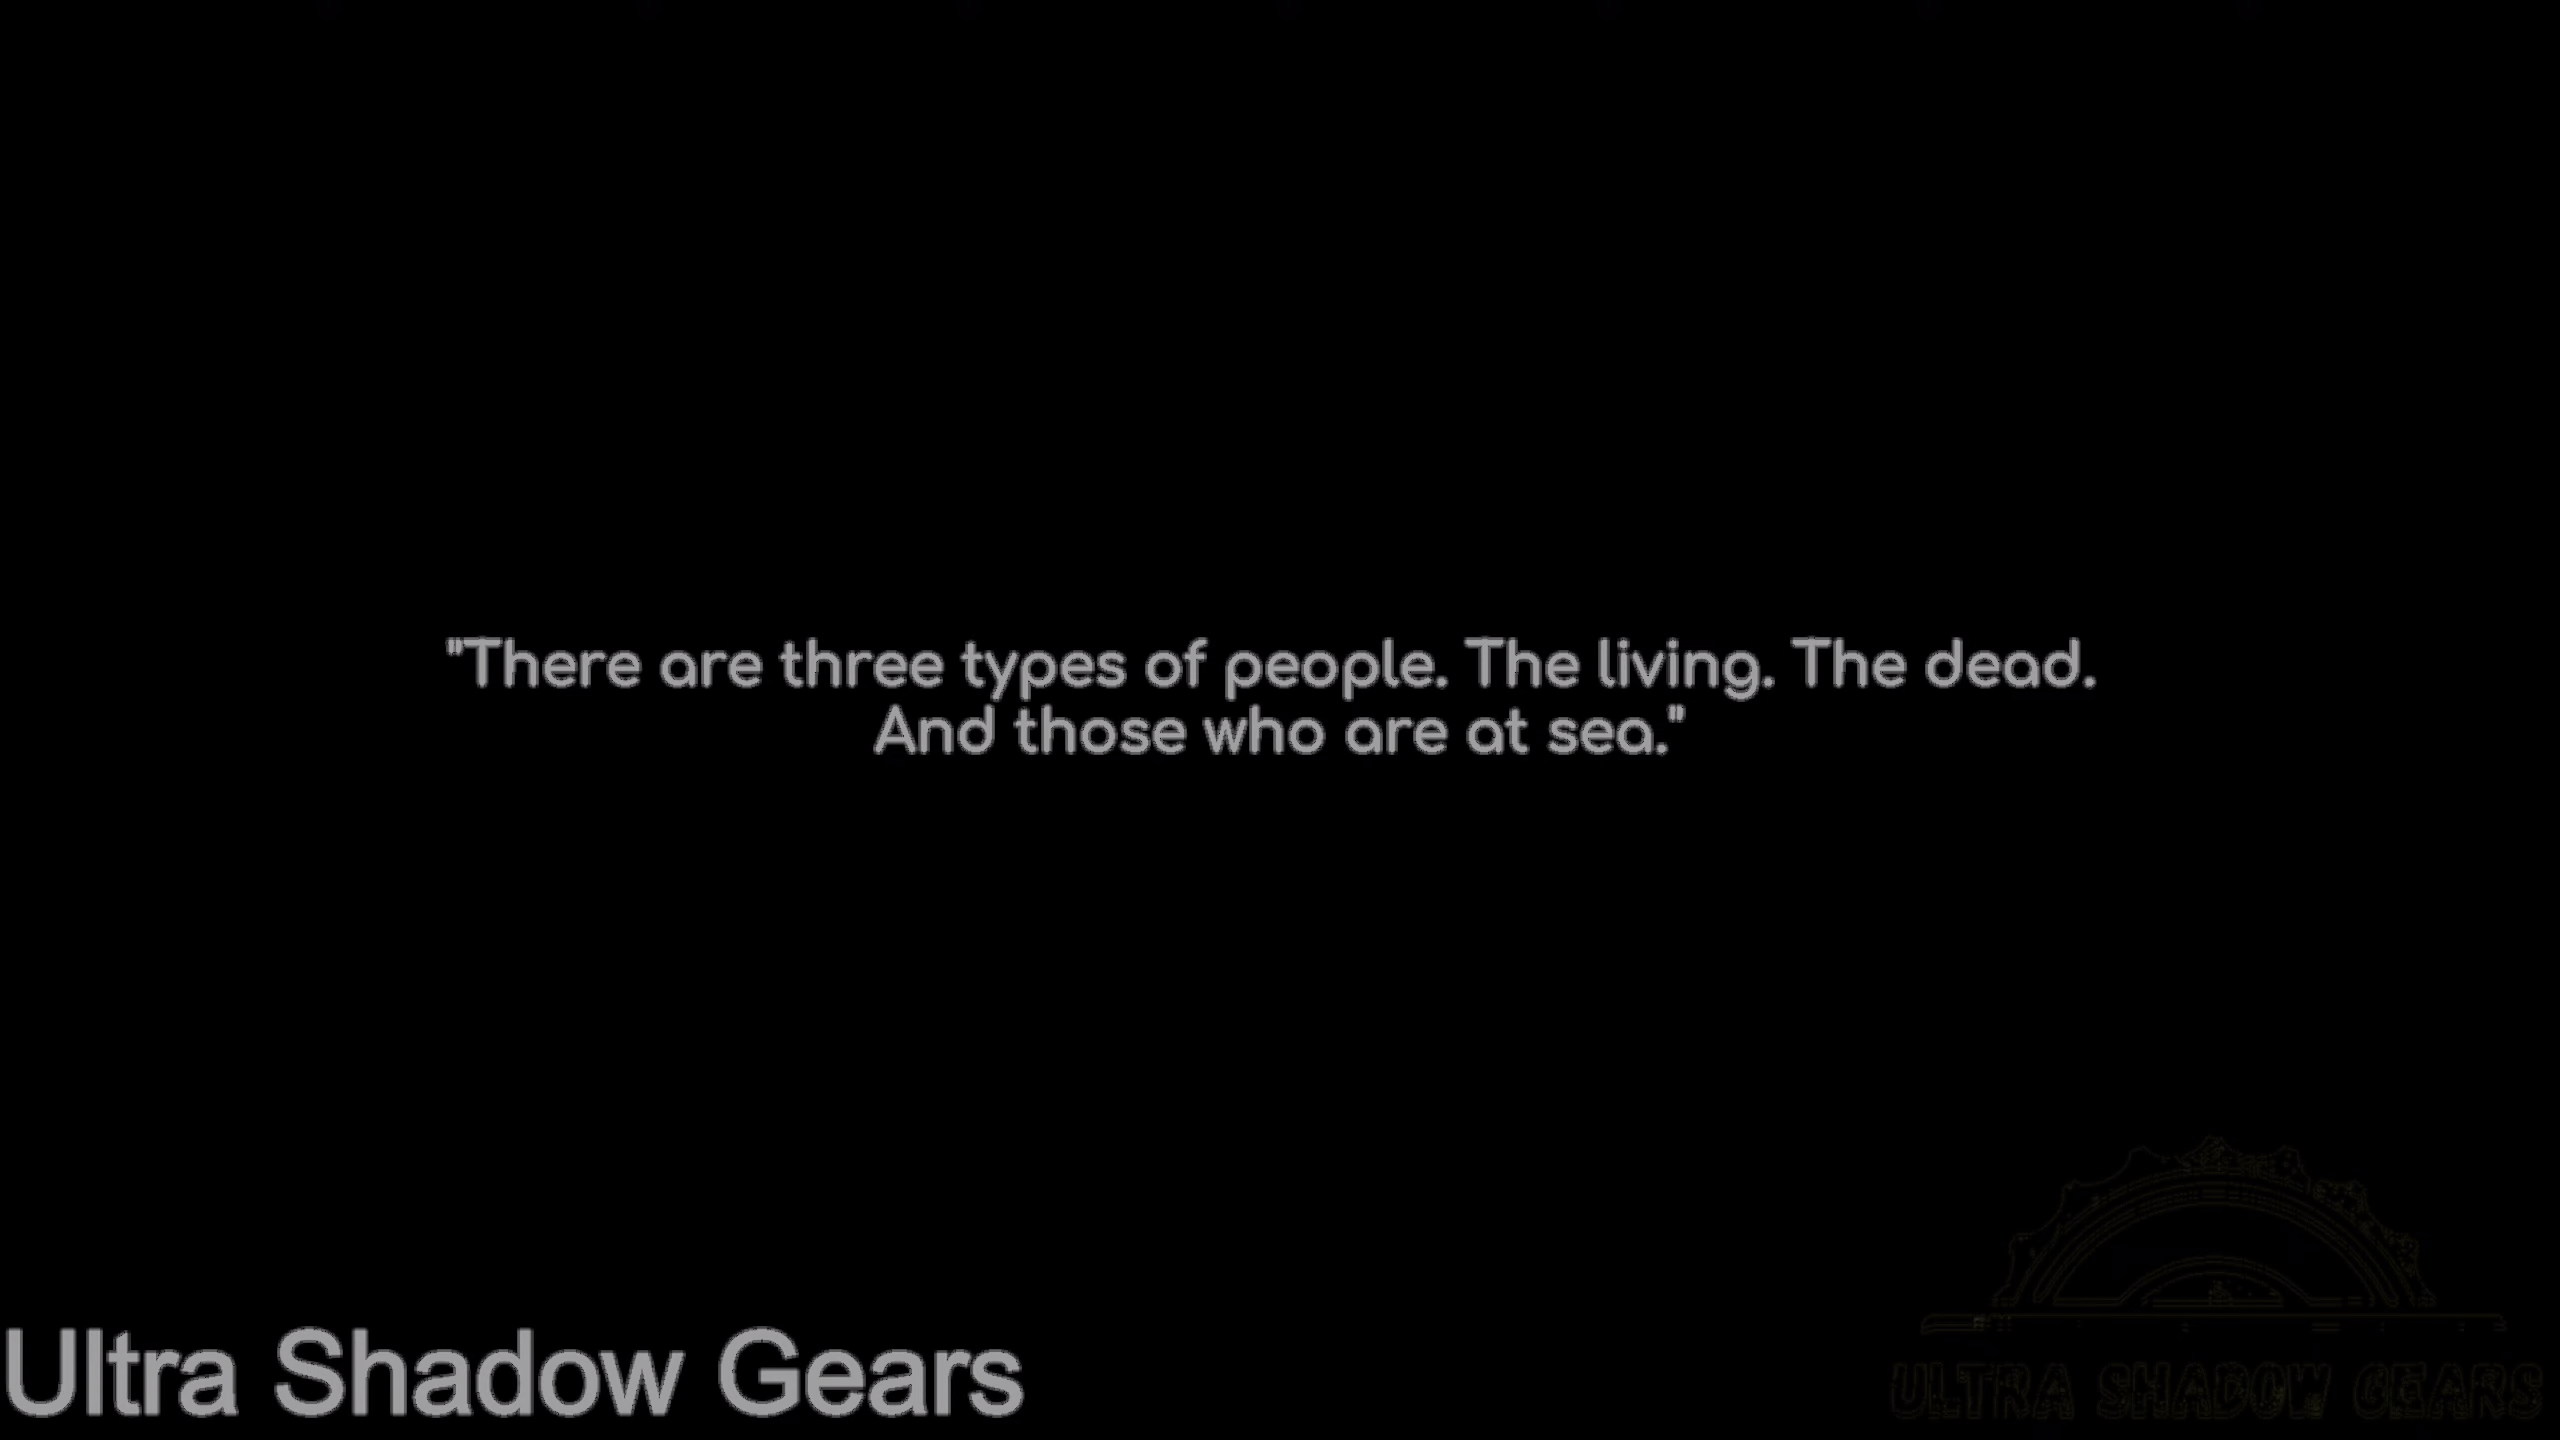 "There are three types of people. The living. The dead.
And those who are at sea."
Ultra Shadow Gears
ULTRA SHADOW GEARS